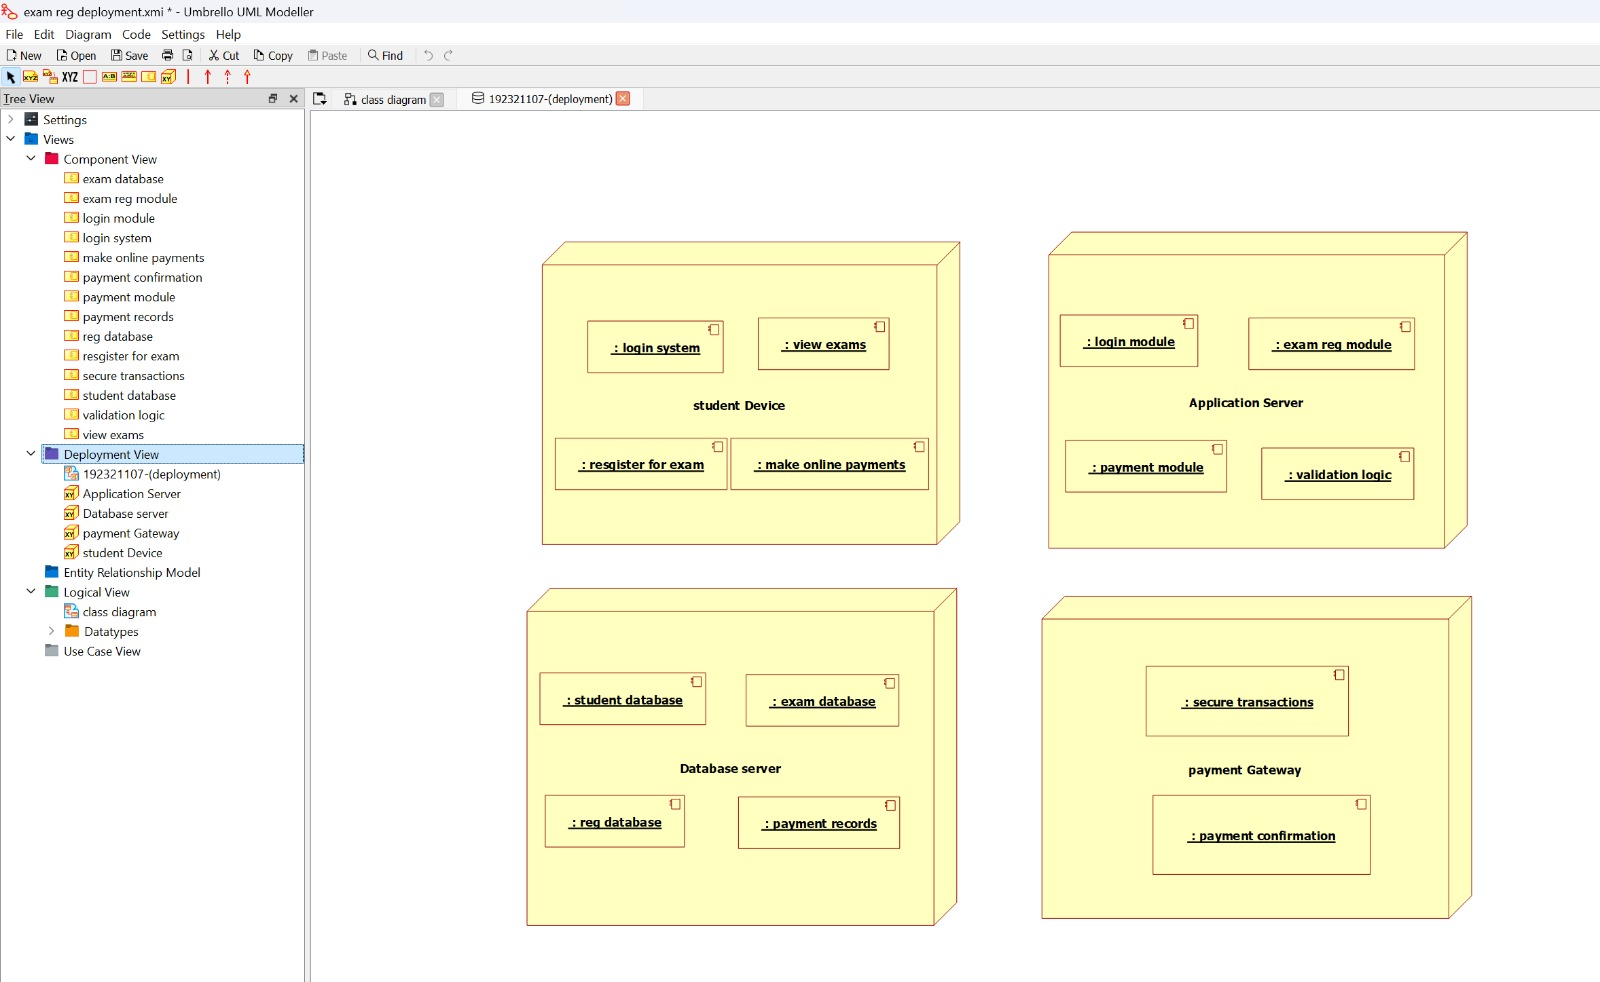 exam reg deployment.xmi * - Umbrello UML Modeller
File Edit Diagram Code Settings Help
New Open Save Cut Copy Paste Find
XYZ
Tree View
class diagram
192321107-(deployment)
Settings
Views
Component View
exam database
exam reg module
login module
login system
make online payments
payment confirmation
payment module
payment records
reg database
resgister for exam
secure transactions
student database
validation logic
view exams
Deployment View
192321107-(deployment)
Application Server
Database server
payment Gateway
student Device
Entity Relationship Model
Logical View
class diagram
Datatypes
Use Case View
: login system
: view exams
student Device
: resgister for exam
: make online payments
: login module
: exam reg module
Application Server
: payment module
: validation logic
: student database
: exam database
Database server
: reg database
: payment records
: secure transactions
payment Gateway
: payment confirmation